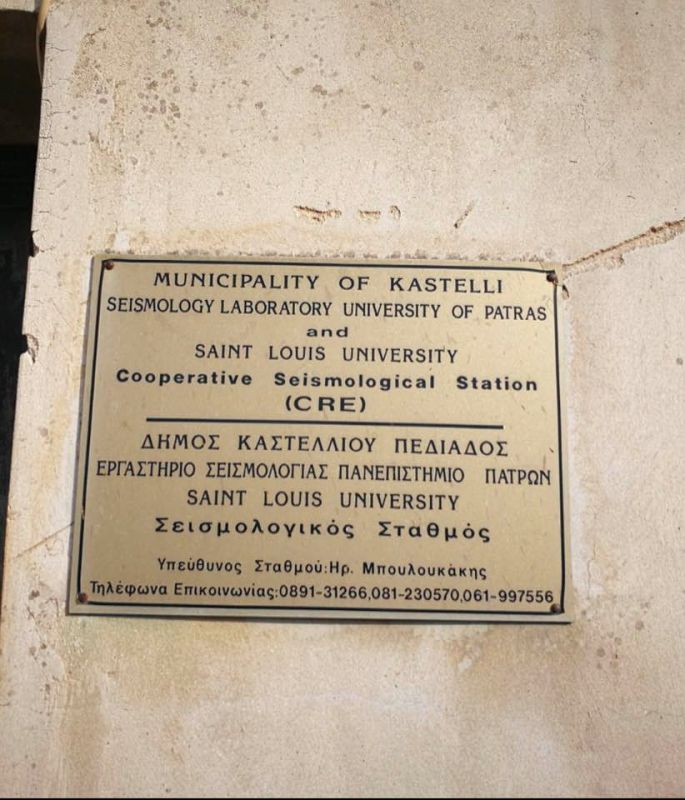 MUNICIPALITY OF KASTELLI
SEISMOLOGY LABORATORY UNIVERSITY OF PATRAS
and
SAINT LOUIS UNIVERSITY
Cooperative Seismological Station
(CRE)
ΔΗΜΟΣ ΚΑΣΤΕΛΛΙΟΥ ΠΕΔΙΑΔΟΣ
ΕΡΓΑΣΤΗΡΙΟ ΣΕΙΣΜΟΛΟΓΙΑΣ ΠΑΝΕΠΙΣΤΗΜΙΟ ΠΑΤΡΩΝ
SAINT LOUIS UNIVERSITY
Σεισμολογικός Σταθμός
Υπεύθυνος Σταθμού:Ηρ. Μπουλουκάκης
Τηλέφωνα Επικοινωνίας:0891-31266,081-230570,061-997556